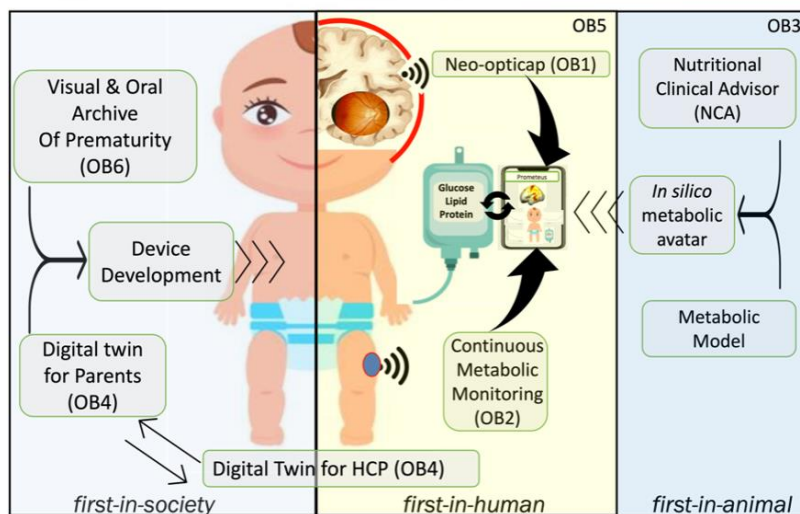 OB5
OB3
Visual & Oral
Archive
Of Prematurity
(OB6)
Device
Development
Digital twin
for Parents
(OB4)
Digital Twin for HCP (OB4)
first-in-society
Neo-opticap (OB1)
Glucose
Lipid
Protein
Prometeus
Continuous
Metabolic
Monitoring
(OB2)
first-in-human
Nutritional
Clinical Advisor
(NCA)
In silico
metabolic
avatar
Metabolic
Model
first-in-animal